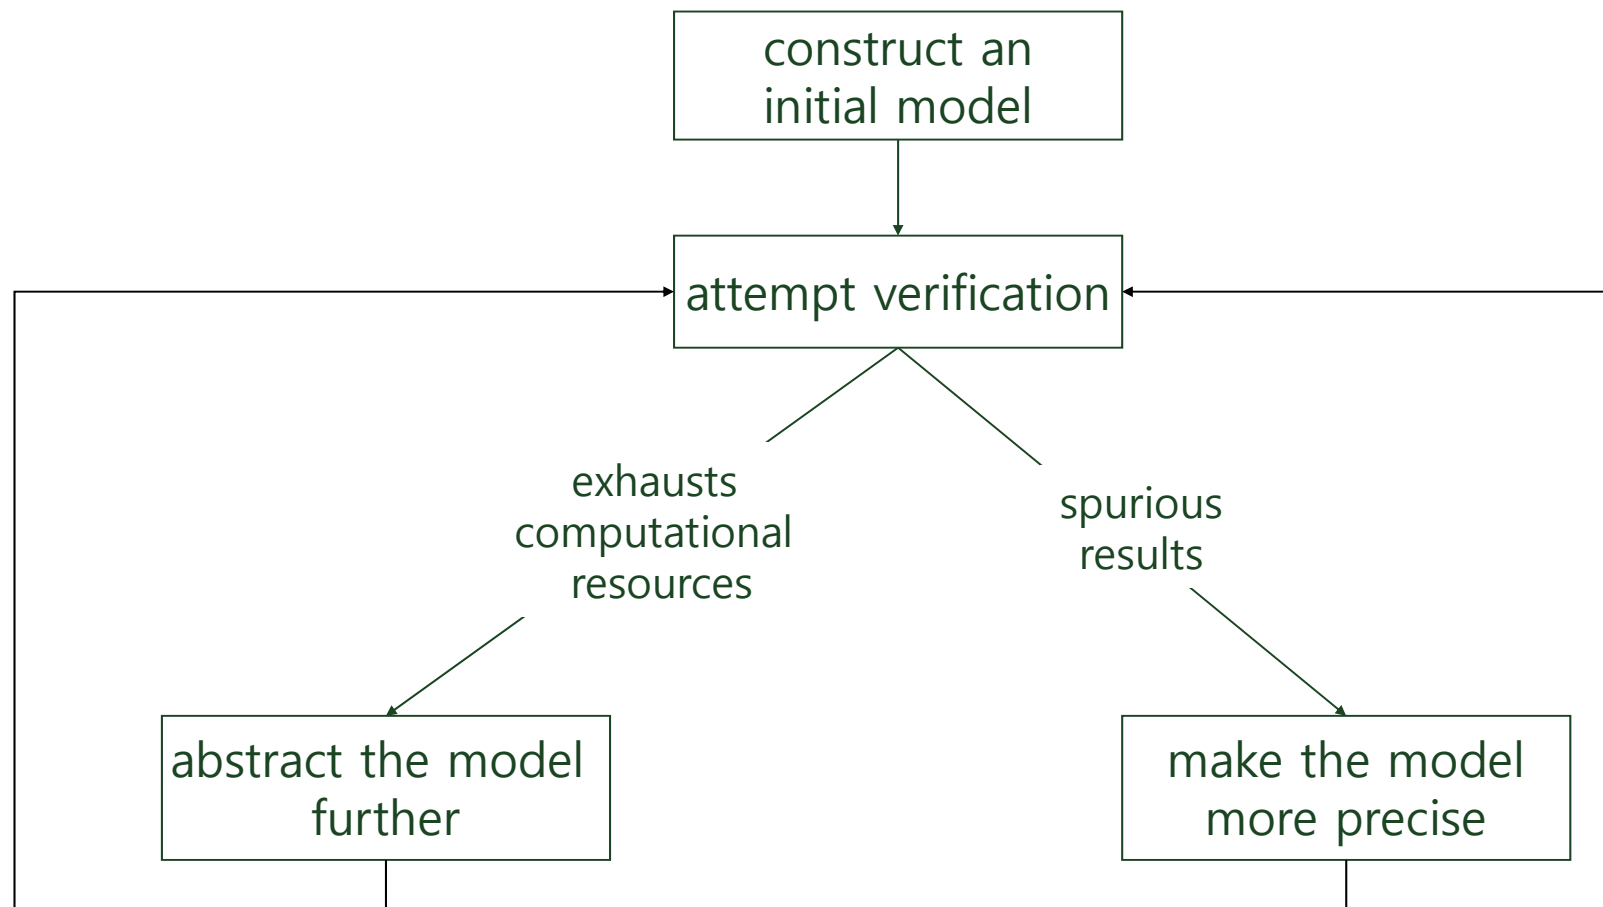 construct an
initial model
attempt verification
exhausts
computational
resources
spurious
results
abstract the model
further
make the model
more precise